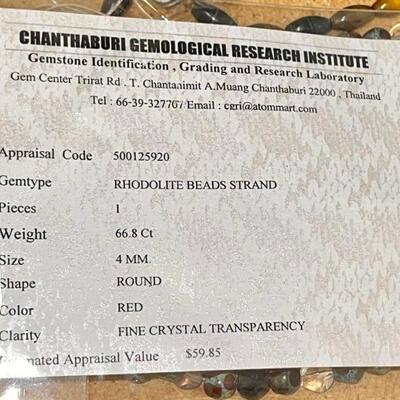 CHANTHABURI GEMOLOGICAL RESEARCH INSTITUTE
Gemstone Identification , Grading and Research Laboratory
Gem Center Trirat Rd , T. Chantanimit A.Muang Chanthaburi 22000 , Thailand
Tel : 66-39-327707/Email : cgri@atommart.com
Appraisal Code 500125920
Gemtype RHODOLITE BEADS STRAND
Pieces 1
Weight 66.8 Ct
Size 4 MM.
Shape ROUND
Color RED
Clarity FINE CRYSTAL TRANSPARENCY
Appraisal Value $59.85